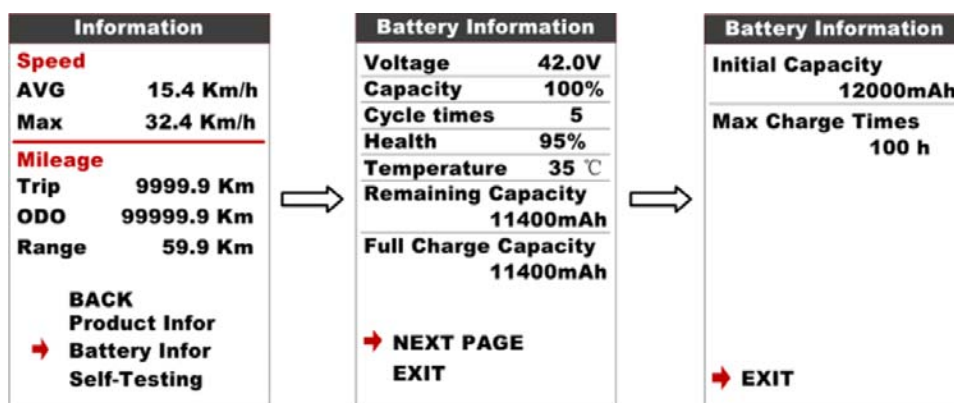 Information
Speed
AVG 15.4 Km/h
Max 32.4 Km/h
Mileage
Trip 9999.9 Km
ODO 99999.9 Km
Range 59.9 Km
BACK
Product Infor
Battery Infor
Self-Testing
Battery Information
Voltage 42.0V
Capacity 100%
Cycle times 5
Health 95%
Temperature 35 ℃
Remaining Capacity
11400mAh
Full Charge Capacity
11400mAh
NEXT PAGE
EXIT
Battery Information
Initial Capacity
12000mAh
Max Charge Times
100 h
EXIT